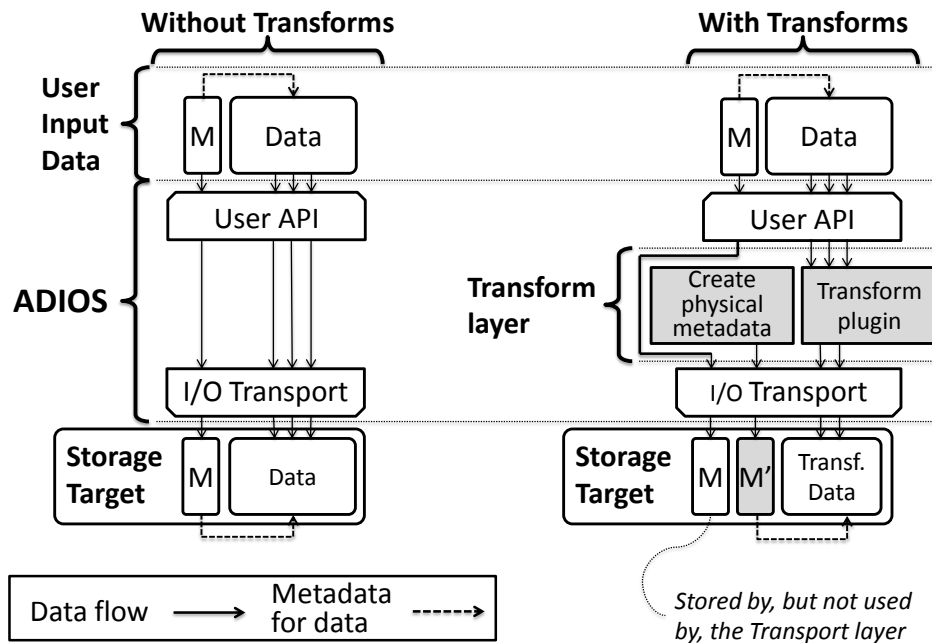 Without Transforms
With Transforms
User
Input
Data
M
Data
M
Data
User API
User API
ADIOS
Transform
layer
Create
physical
metadata
Transform
plugin
I/O Transport
I/O Transport
Storage
Target
M
Data
Storage
Target
M
M′
Transf.
Data
Data flow
Metadata
for data
Stored by, but not used
by, the Transport layer